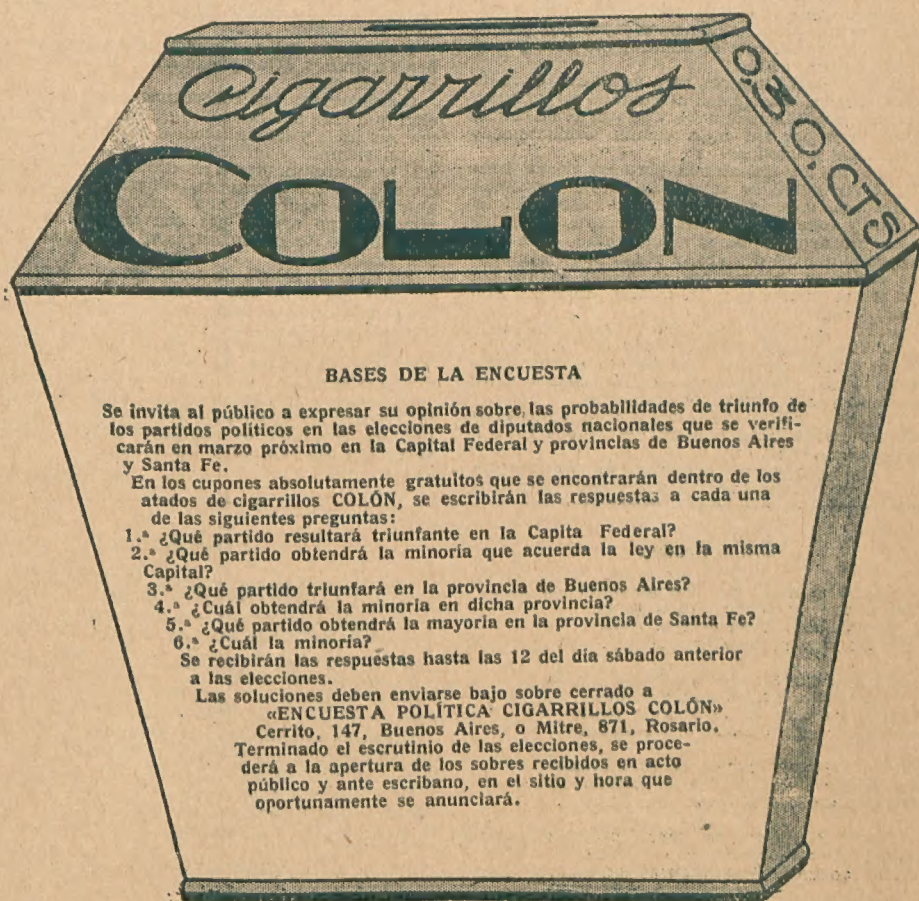 Cigarrillos
COLON
0,30, CTS
BASES DE LA ENCUESTA
Se invita al público a expresar su opinión sobre las probabilidades de triunfo de
los partidos políticos en las elecciones de diputados nacionales que se verifi-
carán en marzo próximo en la Capital Federal y provincias de Buenos Aires
y Santa Fe.
En los cupones absolutamente gratuitos que se encontrarán dentro de los
atados de cigarrillos COLÓN, se escribirán las respuestas a cada una
de las siguientes preguntas:
1.ª ¿Qué partido resultará triunfante en la Capita Federal?
2.ª ¿Qué partido obtendrá la minoría que acuerda la ley en la misma
Capital?
3.ª ¿Qué partido triunfará en la provincia de Buenos Aires?
4.ª ¿Cuál obtendrá la minoría en dicha provincia?
5.ª ¿Qué partido obtendrá la mayoría en la provincia de Santa Fe?
6.ª ¿Cuál la minoría?
Se recibirán las respuestas hasta las 12 del día sábado anterior
a las elecciones.
Las soluciones deben enviarse bajo sobre cerrado a
«ENCUESTA POLÍTICA CIGARRILLOS COLÓN»
Cerrito, 147, Buenos Aires, o Mitre, 871, Rosario.
Terminado el escrutinio de las elecciones, se proce-
derá a la apertura de los sobres recibidos en acto
público y ante escribano, en el sitio y hora que
oportunamente se anunciará.